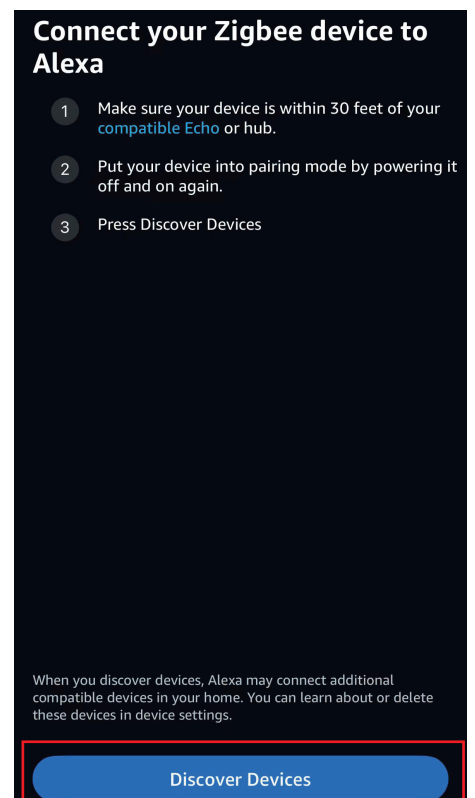 Connect your Zigbee device to
Alexa
1 Make sure your device is within 30 feet of your
compatible Echo or hub.
2 Put your device into pairing mode by powering it
off and on again.
3 Press Discover Devices
When you discover devices, Alexa may connect additional
compatible devices in your home. You can learn about or delete
these devices in device settings.
Discover Devices